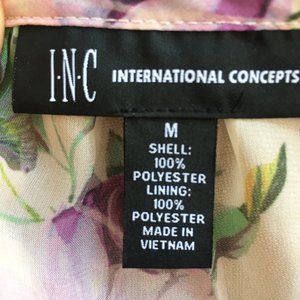 I·N·C INTERNATIONAL CONCEPTS
M
SHELL:
100%
POLYESTER
LINING:
100%
POLYESTER
MADE IN
VIETNAM